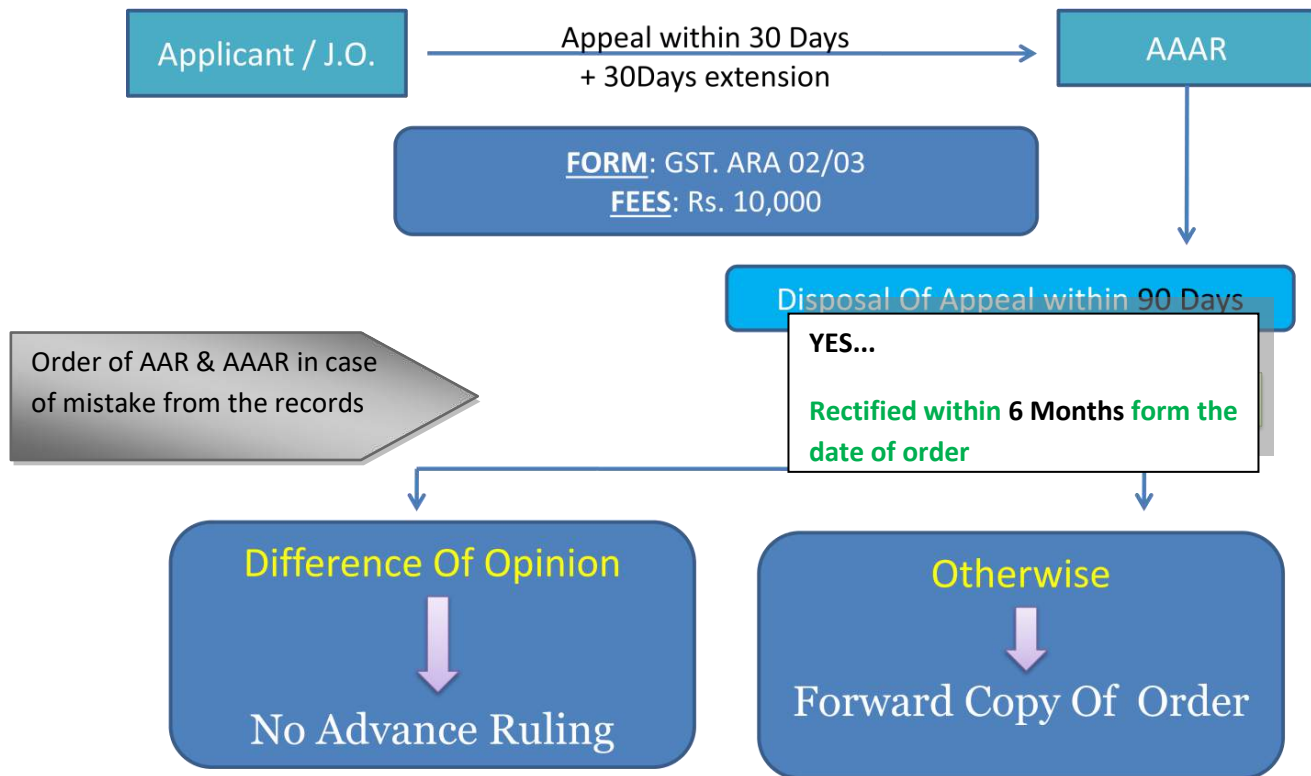 Applicant / J.O.
Appeal within 30 Days
+ 30Days extension
AAAR
FORM: GST. ARA 02/03
FEES: Rs. 10,000
Disposal Of Appeal within 90 Days
Order of AAR & AAAR in case
of mistake from the records
YES...
Rectified within 6 Months form the
date of order
Difference Of Opinion
No Advance Ruling
Otherwise
Forward Copy Of Order